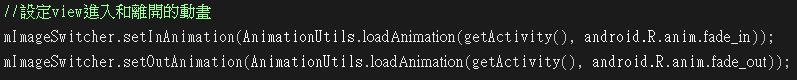 //設定view進入和離開的動畫
mImageSwitcher.setInAnimation(AnimationUtils.loadAnimation(getActivity(), android.R.anim.fade_in));
mImageSwitcher.setOutAnimation(AnimationUtils.loadAnimation(getActivity(), android.R.anim.fade_out));